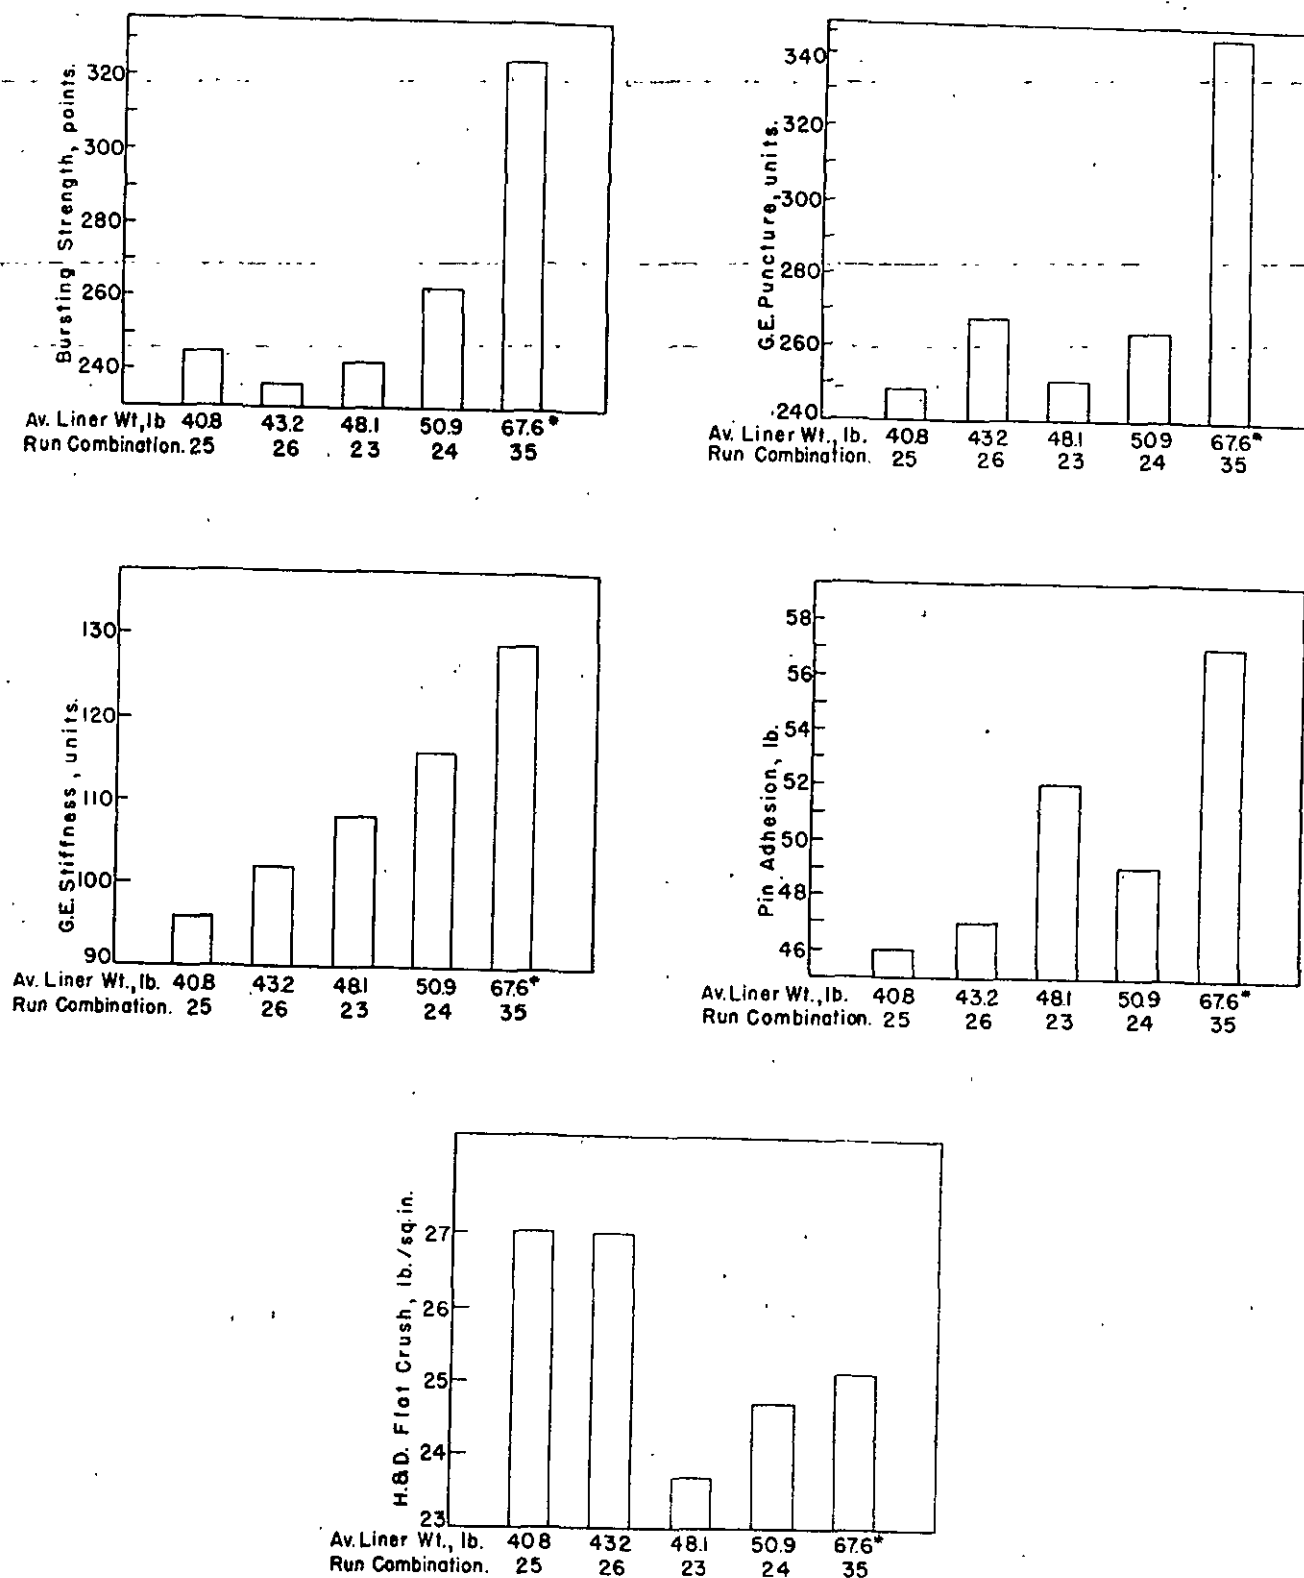 Bursting Strength, points.
320
300
280
260
240
Av. Liner Wt, lb 40.8 43.2 48.1 50.9 67.6*
Run Combination. 25 26 23 24 35
G.E. Puncture, units.
340
320
300
280
260
240
Av. Liner Wt., lb. 40.8 43.2 48.1 50.9 67.6*
Run Combination. 25 26 23 24 35
G.E. Stiffness, units.
130
120
110
100
90
Av. Liner Wt., lb. 40.8 43.2 48.1 50.9 67.6*
Run Combination. 25 26 23 24 35
Pin Adhesion, lb.
58
56
54
52
50
48
46
Av. Liner Wt., lb. 40.8 43.2 48.1 50.9 67.6*
Run Combination. 25 26 23 24 35
H.&D. Flat Crush, lb./sq.in.
27
26
25
24
23
Av. Liner Wt., lb. 40.8 43.2 48.1 50.9 67.6*
Run Combination. 25 26 23 24 35